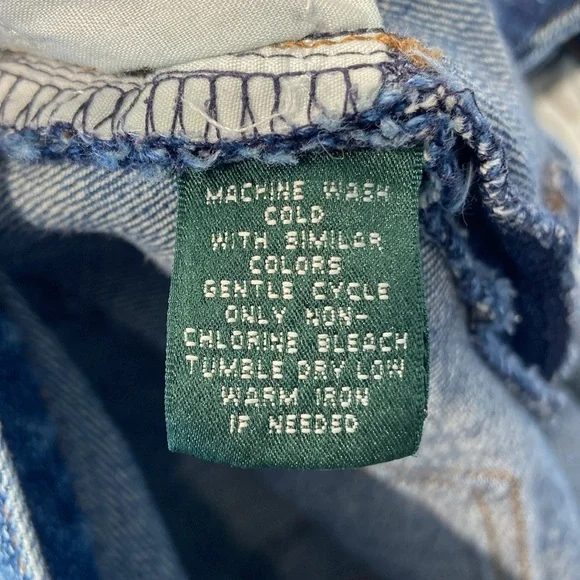 MACHINE WASH
COLD
WITH SIMILAR
COLORS
GENTLE CYCLE
ONLY NON-
CHLORINE BLEACH
TUMBLE DRY LOW
WARM IRON
IF NEEDED